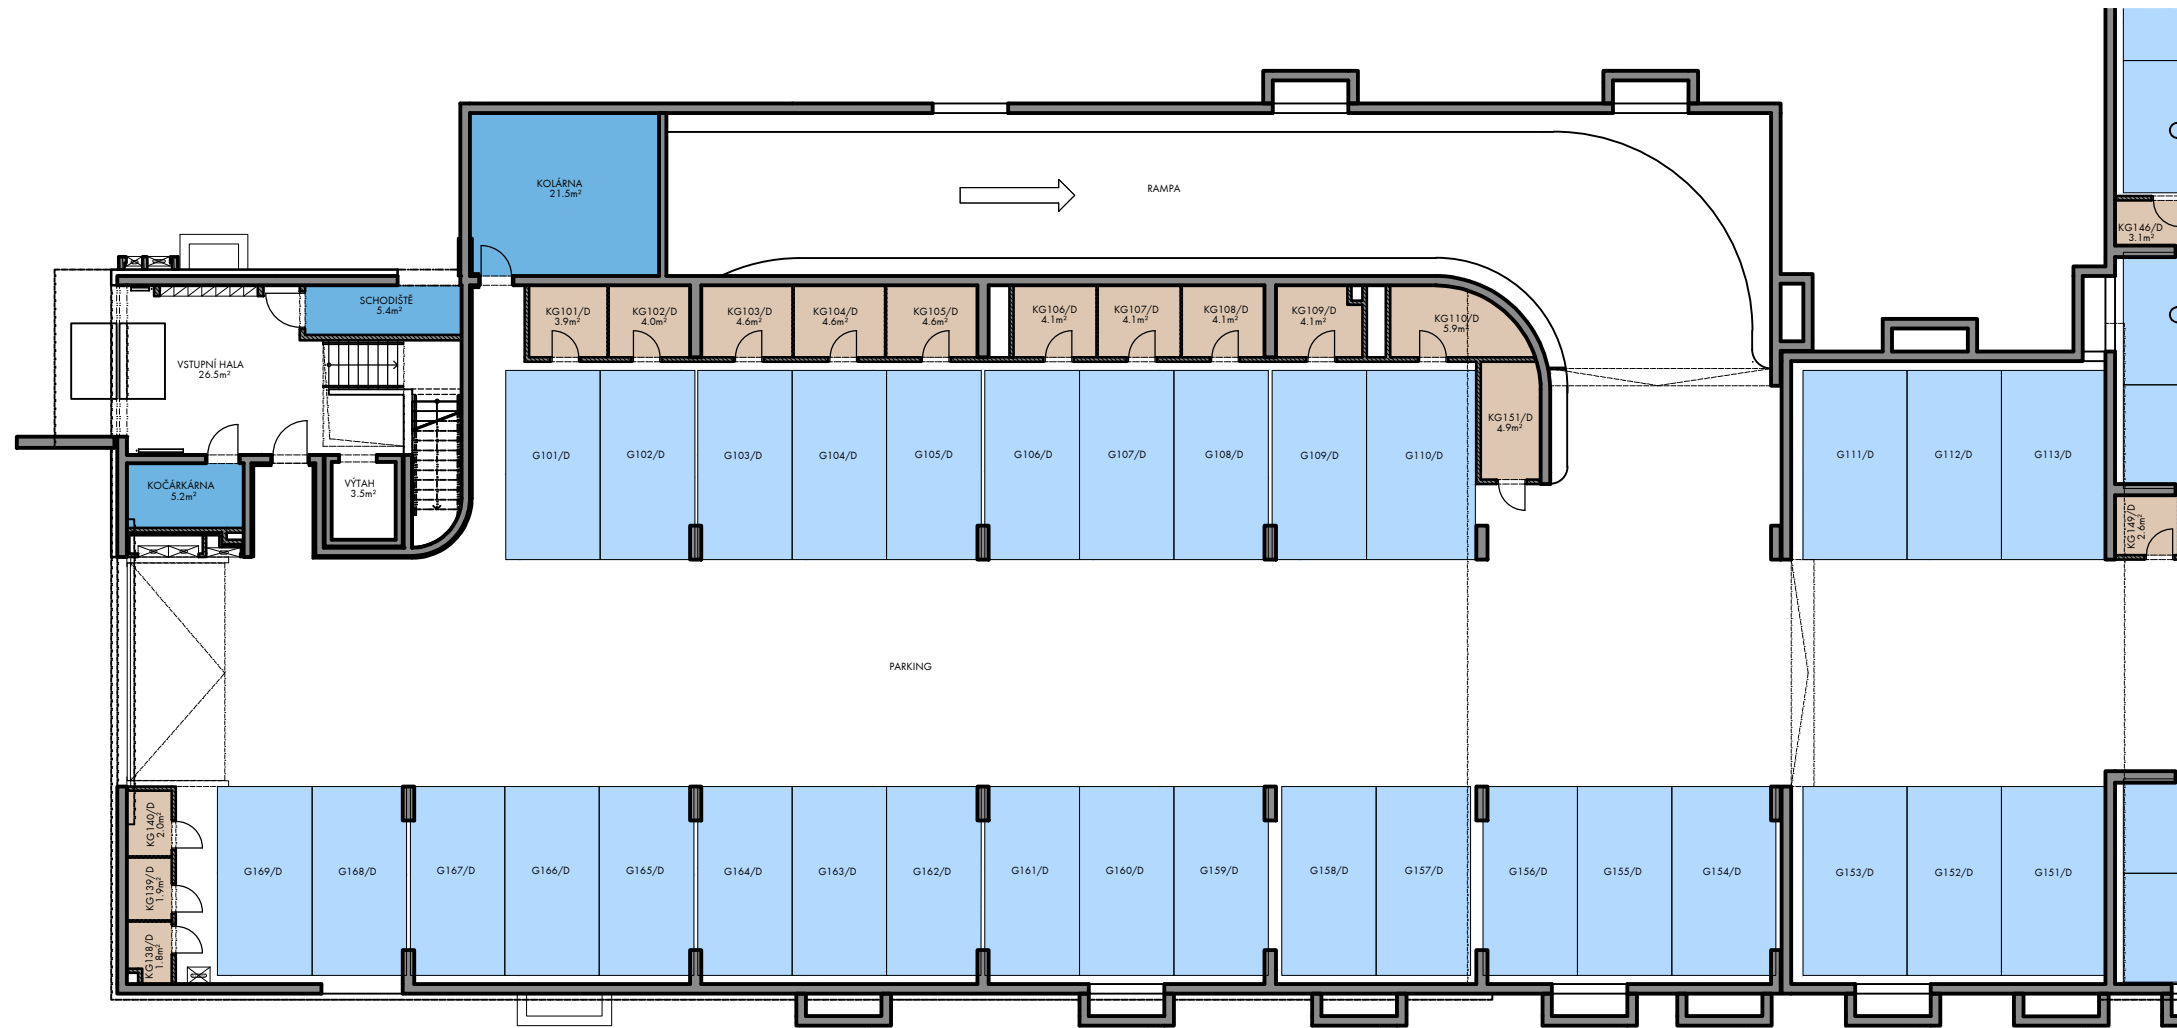 KOLÁRNA
21.5m²
RAMPA
KG146/D
3.1m²
SCHODIŠTĚ
5.4m²
KG101/D
3.9m²
KG102/D
4.0m²
KG103/D
4.6m²
KG104/D
4.6m²
KG105/D
4.6m²
KG106/D
4.1m²
KG107/D
4.1m²
KG108/D
4.1m²
KG109/D
4.1m²
KG110/D
5.9m²
VSTUPNÍ HALA
26.5m²
KG151/D
4.9m²
G101/D
G102/D
G103/D
G104/D
G105/D
G106/D
G107/D
G108/D
G109/D
G110/D
G111/D
G112/D
G113/D
KOČÁRKÁRNA
5.2m²
VÝTAH
3.5m²
KG149/D
2.6m²
PARKING
KG140/D
2.0m²
KG139/D
1.9m²
KG138/D
1.8m²
G169/D
G168/D
G167/D
G166/D
G165/D
G164/D
G163/D
G162/D
G161/D
G160/D
G159/D
G158/D
G157/D
G156/D
G155/D
G154/D
G153/D
G152/D
G151/D